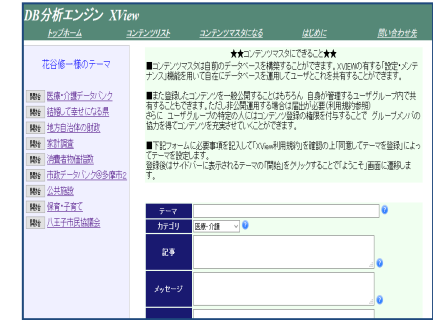 DB分析エンジン XView
トップホーム コンテンツリスト コンテンツマスタになる はじめに 問い合わせ先
花谷修一様のテーマ
開始 医療・介護データバンク
開始 結婚して幸せになる県
開始 地方自治体の財政
開始 家計調査
開始 消費者物価指数
開始 市政データバンク@多摩市2
開始 公共施設
開始 保育・子育て
開始 八王子市民協議会
★★コンテンツマスタにできること★★
■コンテンツマスタは自前のデータベースを構築することができます。XVIEWの有する「設定・メンテ
ナンス」機能を用いて自在にデータベースを運用してユーザとこれを共有することができます。
■また登録したコンテンツを一般公開することはもちろん、自身が管理するユーザグループ内で共
有することもできます。ただし非公開運用する場合は届出が必要(利用規約参照)
さらに ユーザグループの特定の人にはコンテンツ登録の権限を付与することで グループメンバの
協力を得てコンテンツを充実させていくことができます。
■下記フォームに必要事項を記入して「XView利用規約」を確認の上「同意してテーマを登録」によっ
てテーマを設定します。
登録後はサイドバーに表示されるテーマの「開始」をクリックすることで「ようこそ」画面に遷移しま
す。
テーマ
カテゴリ 医療・介護
記事
メッセージ